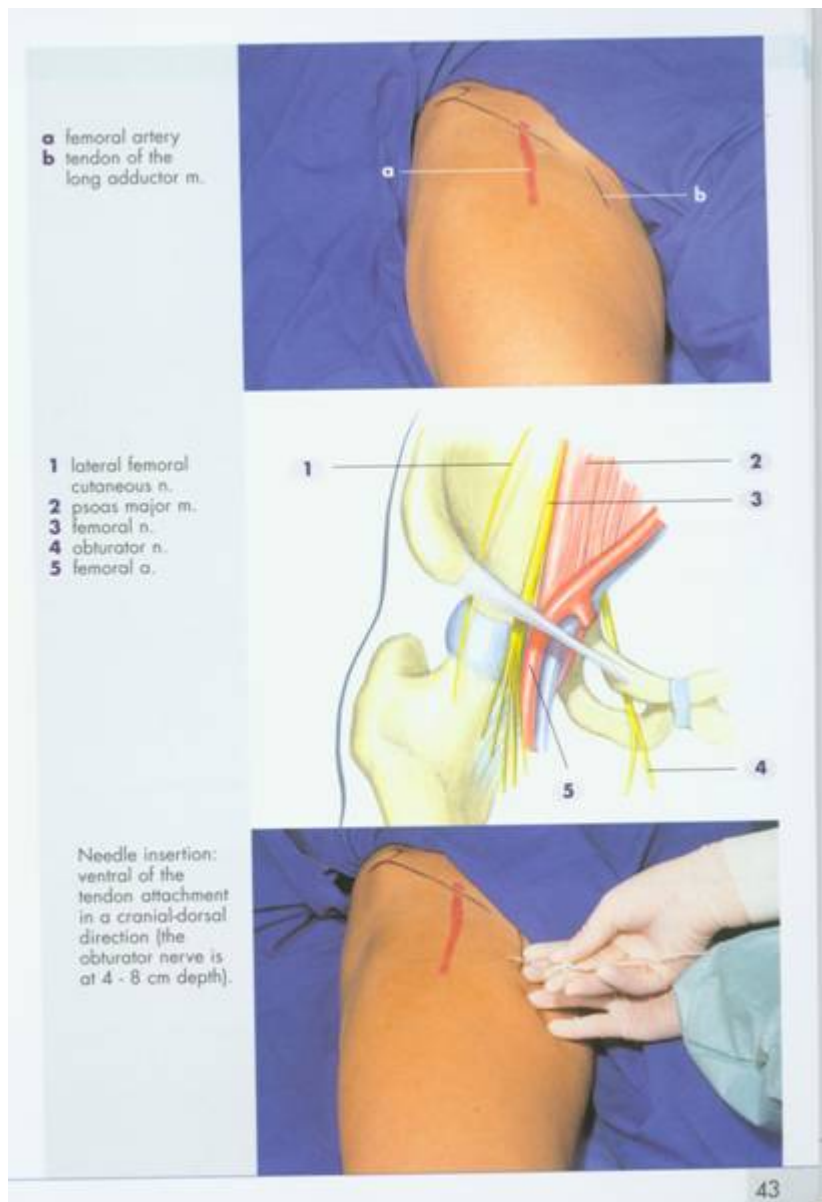 a femoral artery
b tendon of the
long adductor m.
a
b
1 lateral femoral
cutaneous n.
2 psoas major m.
3 femoral n.
4 obturator n.
5 femoral a.
1
2
3
4
5
Needle insertion:
ventral of the
tendon attachment
in a cranial-dorsal
direction (the
obturator nerve is
at 4 - 8 cm depth).
43